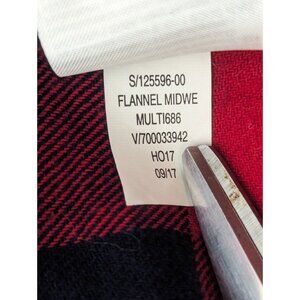 S/125596-00
FLANNEL MIDWE
MULTI686
V/700033942
HO17
09/17